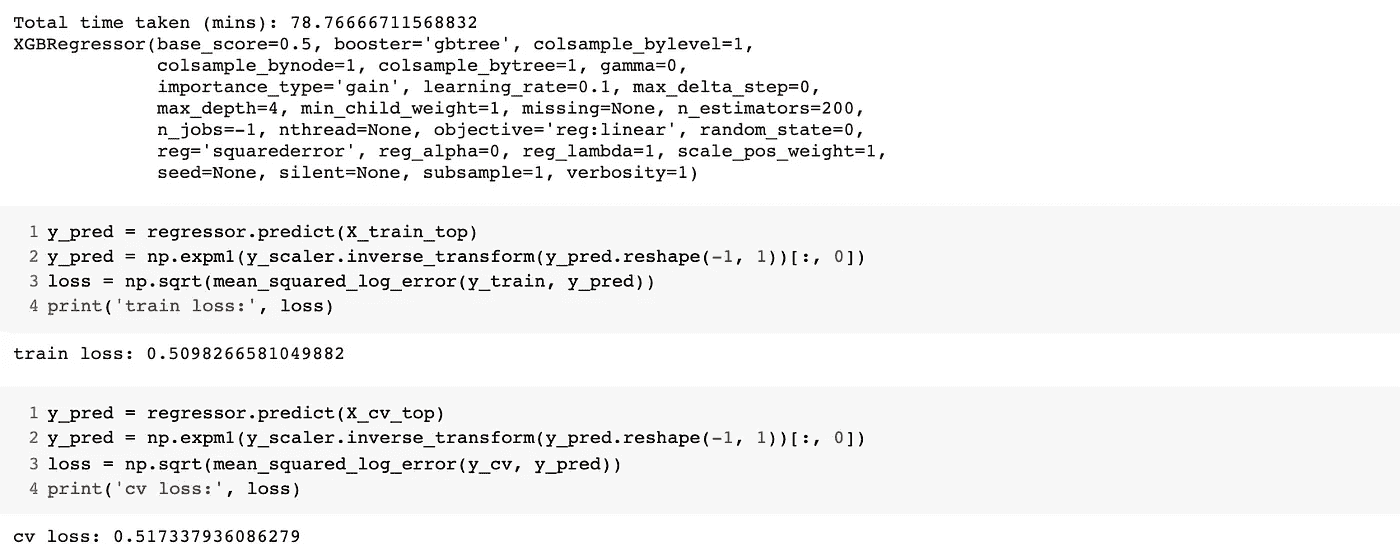 Total time taken (mins): 78.76666711568832
XGBRegressor(base_score=0.5, booster='gbtree', colsample_bylevel=1,
             colsample_bynode=1, colsample_bytree=1, gamma=0,
             importance_type='gain', learning_rate=0.1, max_delta_step=0,
             max_depth=4, min_child_weight=1, missing=None, n_estimators=200,
             n_jobs=-1, nthread=None, objective='reg:linear', random_state=0,
             reg='squarederror', reg_alpha=0, reg_lambda=1, scale_pos_weight=1,
             seed=None, silent=None, subsample=1, verbosity=1)
1 y_pred = regressor.predict(X_train_top)
2 y_pred = np.expm1(y_scaler.inverse_transform(y_pred.reshape(-1, 1))[:, 0])
3 loss = np.sqrt(mean_squared_log_error(y_train, y_pred))
4 print('train loss:', loss)
train loss: 0.5098266581049882
1 y_pred = regressor.predict(X_cv_top)
2 y_pred = np.expm1(y_scaler.inverse_transform(y_pred.reshape(-1, 1))[:, 0])
3 loss = np.sqrt(mean_squared_log_error(y_cv, y_pred))
4 print('cv loss:', loss)
cv loss: 0.517337936086279